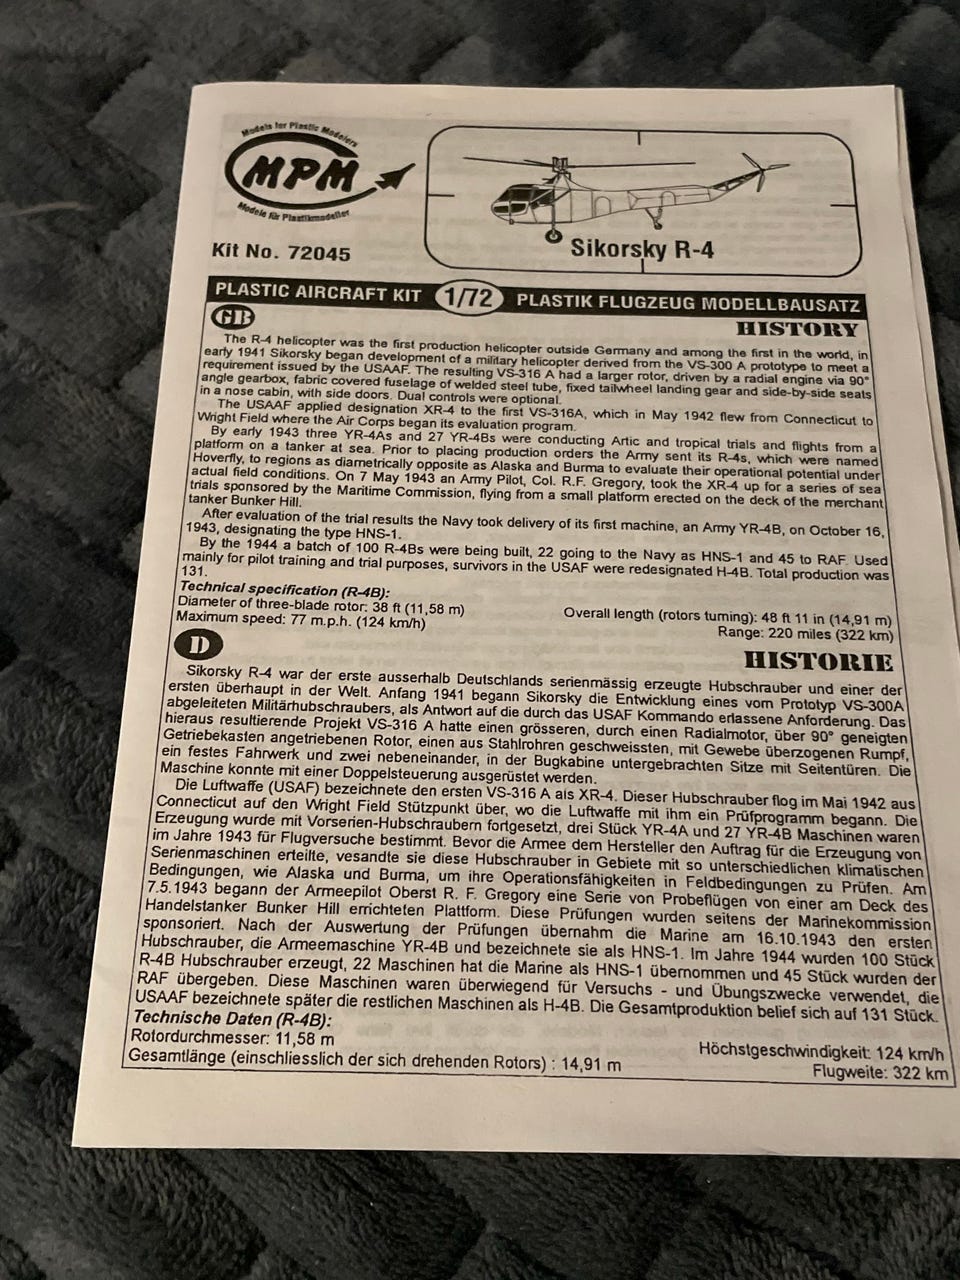 Models for Plastic Modelers
MPM
Models für Plastikmodeller
Kit No. 72045
Sikorsky R-4
PLASTIC AIRCRAFT KIT 1/72 PLASTIK FLUGZEUG MODELLBAUSATZ
GB HISTORY
The R-4 helicopter was the first production helicopter outside Germany and among the first in the world, in
early 1941 Sikorsky began development of a military helicopter derived from the VS-300 A prototype to meet a
requirement issued by the USAAF. The resulting VS-316 A had a larger rotor, driven by a radial engine via 90°
angle gearbox, fabric covered fuselage of welded steel tube, fixed tailwheel landing gear and side-by-side seats
in a nose cabin, with side doors. Dual controls were optional.
The USAAF applied designation XR-4 to the first VS-316A, which in May 1942 flew from Connecticut to
Wright Field where the Air Corps began its evaluation program.
By early 1943 three YR-4As and 27 YR-4Bs were conducting Artic and tropical trials and flights from a
platform on a tanker at sea. Prior to placing production orders the Army sent its R-4s, which were named
Hoverfly, to regions as diametrically opposite as Alaska and Burma to evaluate their operational potential under
actual field conditions. On 7 May 1943 an Army Pilot, Col. R.F. Gregory, took the XR-4 up for a series of sea
trials sponsored by the Maritime Commission, flying from a small platform erected on the deck of the merchant
tanker Bunker Hill.
After evaluation of the trial results the Navy took delivery of its first machine, an Army YR-4B, on October 16,
1943, designating the type HNS-1.
By the 1944 a batch of 100 R-4Bs were being built, 22 going to the Navy as HNS-1 and 45 to RAF. Used
mainly for pilot training and trial purposes, survivors in the USAF were redesignated H-4B. Total production was
131.
Technical specification (R-4B):
Diameter of three-blade rotor: 38 ft (11,58 m) Overall length (rotors tuming): 48 ft 11 in (14,91 m)
Maximum speed: 77 m.p.h. (124 km/h) Range: 220 miles (322 km)
D HISTORIE
Sikorsky R-4 war der erste ausserhalb Deutschlands serienmässig erzeugte Hubschrauber und einer der
ersten überhaupt in der Welt. Anfang 1941 begann Sikorsky die Entwicklung eines vom Prototyp VS-300A
abgeleiteten Militärhubschraubers, als Antwort auf die durch das USAF Kommando erlassene Anforderung. Das
hieraus resultierende Projekt VS-316 A hatte einen grösseren, durch einen Radialmotor, über 90° geneigten
Getriebekasten angetriebenen Rotor, einen aus Stahlrohren geschweissten, mit Gewebe überzogenen Rumpf,
ein festes Fahrwerk und zwei nebeneinander, in der Bugkabine untergebrachten Sitze mit Seitentüren. Die
Maschine konnte mit einer Doppelsteuerung ausgerüstet werden.
Die Luftwaffe (USAF) bezeichnete den ersten VS-316 A als XR-4. Dieser Hubschrauber flog im Mai 1942 aus
Connecticut auf den Wright Field Stützpunkt über, wo die Luftwaffe mit ihm ein Prüfprogramm begann. Die
Erzeugung wurde mit Vorserien-Hubschraubern fortgesetzt, drei Stück YR-4A und 27 YR-4B Maschinen waren
im Jahre 1943 für Flugversuche bestimmt. Bevor die Armee dem Hersteller den Auftrag für die Erzeugung von
Serienmaschinen erteilte, vesandte sie diese Hubschrauber in Gebiete mit so unterschiedlichen klimatischen
Bedingungen, wie Alaska und Burma, um ihre Operationsfähigkeiten in Feldbedingungen zu Prüfen. Am
7.5.1943 begann der Armeepilot Oberst R. F. Gregory eine Serie von Probeflügen von einer am Deck des
Handelstanker Bunker Hill errichteten Plattform. Diese Prüfungen wurden seitens der Marinekommission
sponsoriert. Nach der Auswertung der Prüfungen übernahm die Marine am 16.10.1943 den ersten
Hubschrauber, die Armeemaschine YR-4B und bezeichnete sie als HNS-1. Im Jahre 1944 wurden 100 Stück
R-4B Hubschrauber erzeugt, 22 Maschinen hat die Marine als HNS-1 übernommen und 45 Stück wurden der
RAF übergeben. Diese Maschinen waren überwiegend für Versuchs - und Übungszwecke verwendet, die
USAAF bezeichnete später die restlichen Maschinen als H-4B. Die Gesamtproduktion belief sich auf 131 Stück.
Technische Daten (R-4B):
Rotordurchmesser: 11,58 m Höchstgeschwindigkeit: 124 km/h
Gesamtlänge (einschliesslich der sich drehenden Rotors) : 14,91 m Flugweite: 322 km